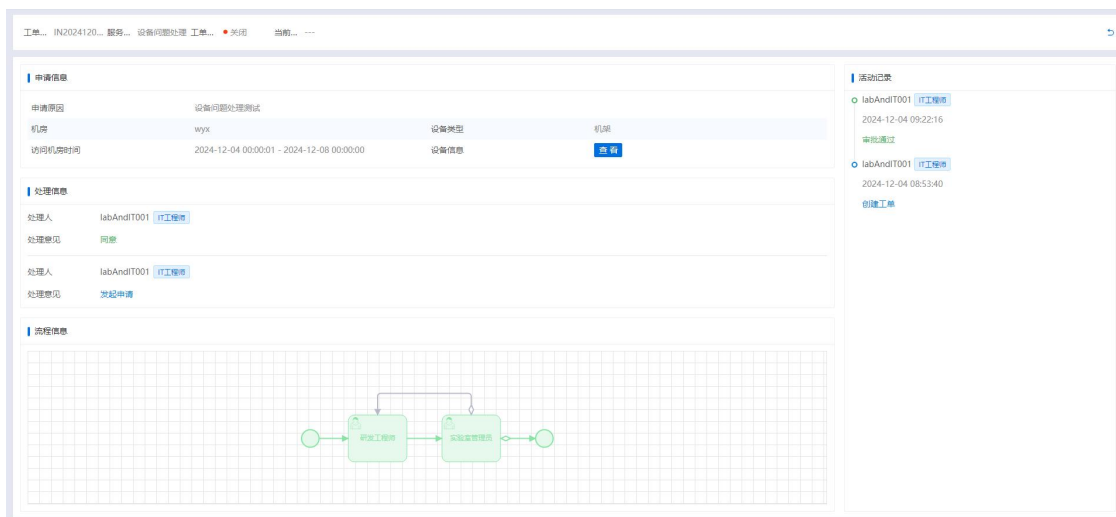 工单... IN2024120... 服务... 设备问题处理 工单... 关闭 当前... ---
申请信息
申请原因 设备问题处理测试
机房 wyx 设备类型 机架
访问机房时间 2024-12-04 00:00:01 - 2024-12-08 00:00:00 设备信息 查看
处理信息
处理人 labAndIT001 IT工程师
处理意见 同意
处理人 labAndIT001 IT工程师
处理意见 发起申请
流程信息
研发工程师 实验室管理员
活动记录
labAndIT001 IT工程师
2024-12-04 09:22:16
审批通过
labAndIT001 IT工程师
2024-12-04 08:53:40
创建工单